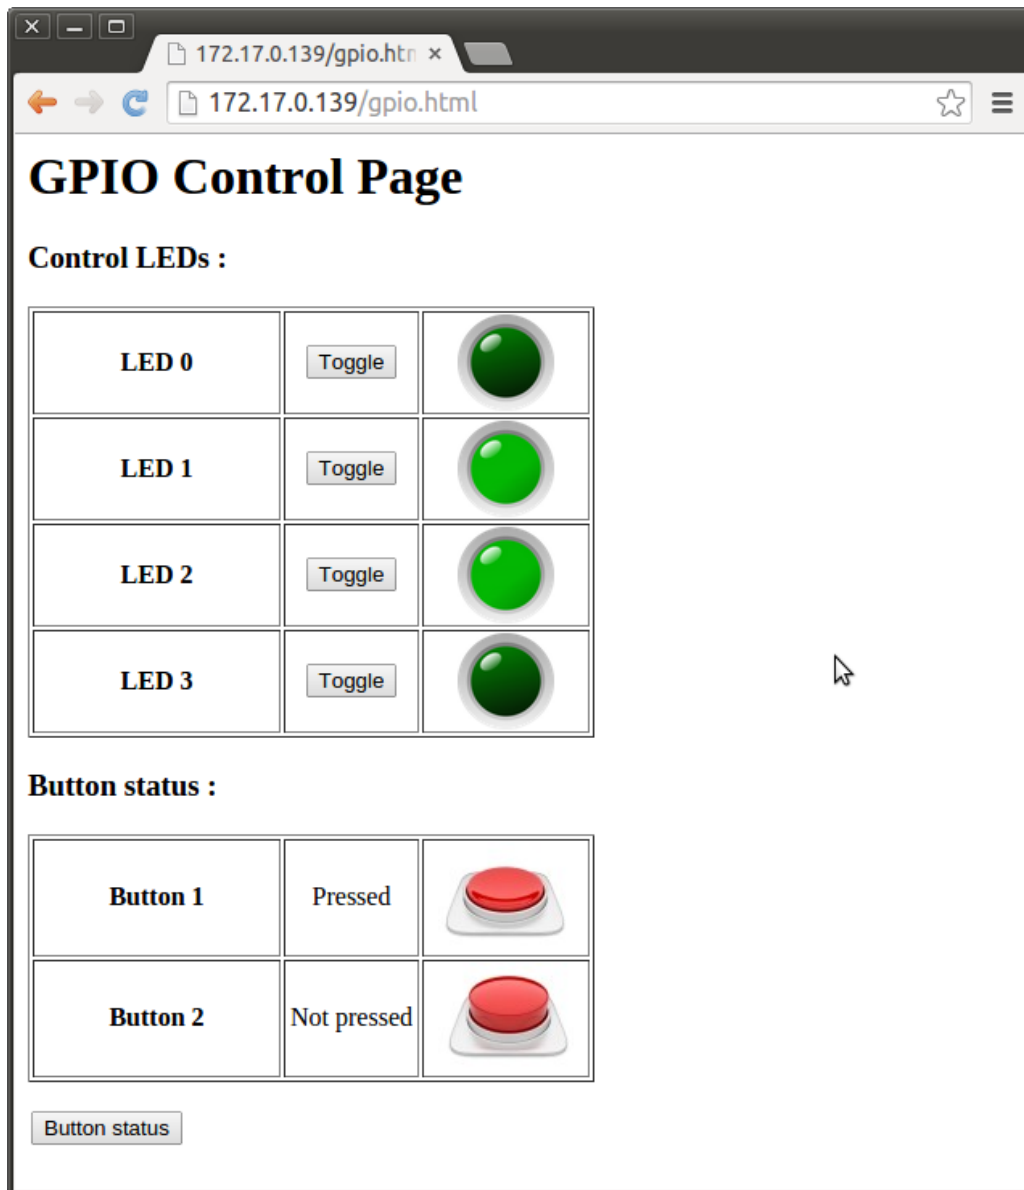 172.17.0.139/gpio.htm
172.17.0.139/gpio.html
GPIO Control Page
Control LEDs :
LED 0 Toggle
LED 1 Toggle
LED 2 Toggle
LED 3 Toggle
Button status :
Button 1 Pressed
Button 2 Not pressed
Button status